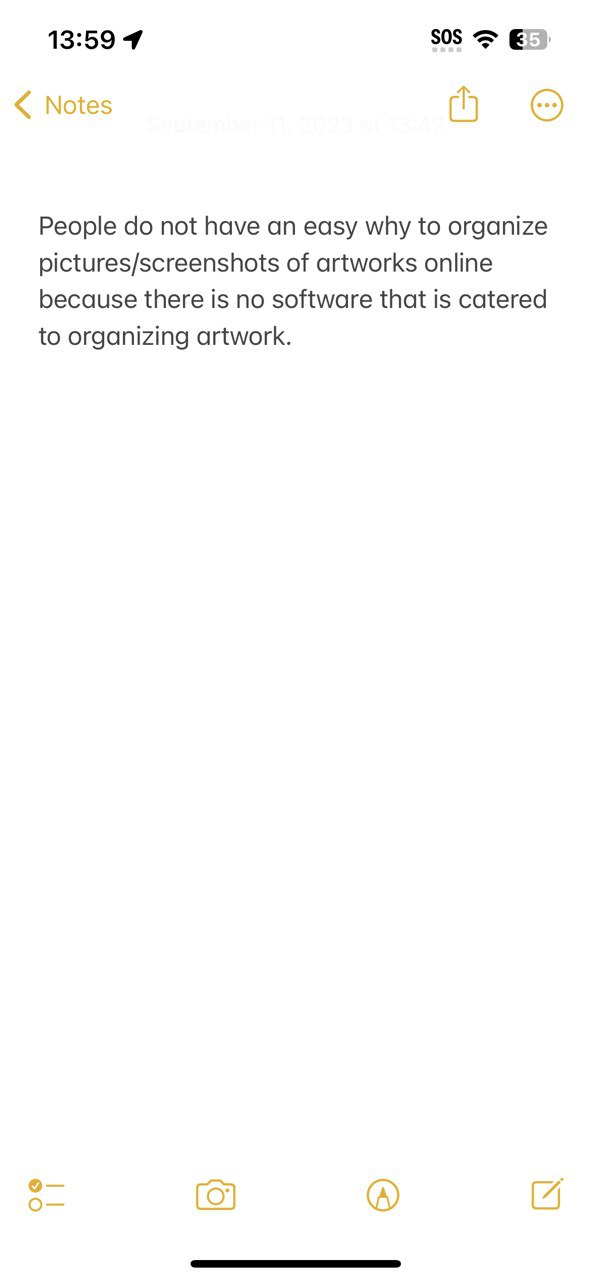 13:59
SOS
35
Notes
September 11, 2023 at 13:42
People do not have an easy why to organize
pictures/screenshots of artworks online
because there is no software that is catered
to organizing artwork.